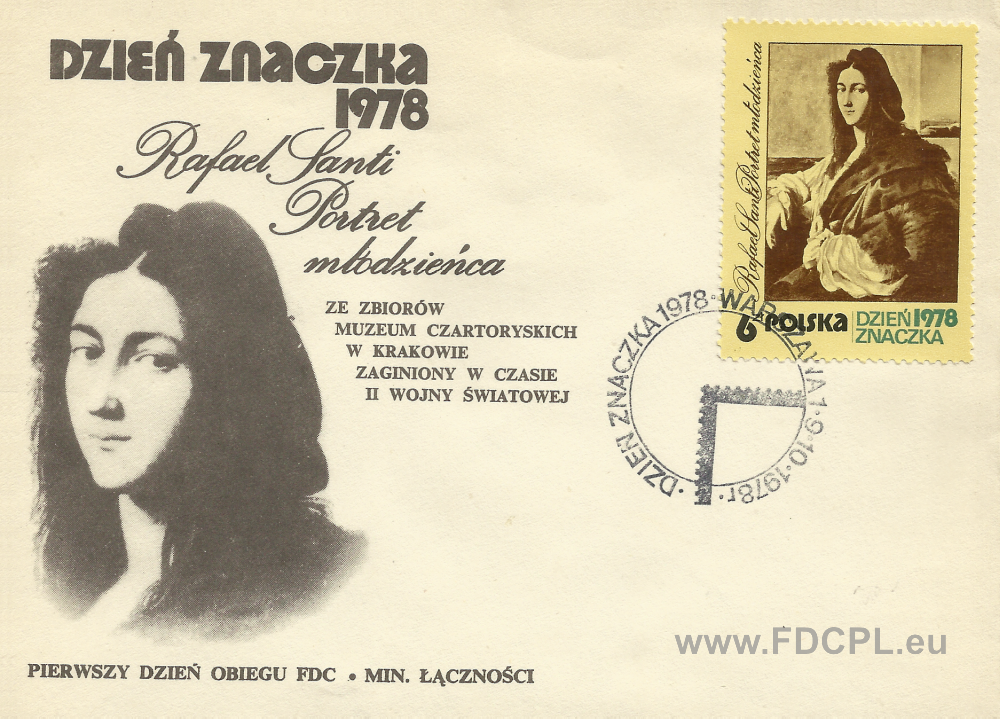 DZIEŃ ZNACZKA
1978
Rafael Santi
Portret
młodzieńca
ZE ZBIORÓW
MUZEUM CZARTORYSKICH
W KRAKOWIE
ZAGINIONY W CZASIE
II WOJNY ŚWIATOWEJ
Rafael Santi Portret młodzieńca
6 POLSKA
DZIEŃ 1978
ZNACZKA
·DZIEŃ ZNACZKA 1978·WARSZAWA 1·9·10·1978r·
www.FDCPL.eu
PIERWSZY DZIEŃ OBIEGU FDC • MIN. ŁĄCZNOŚCI